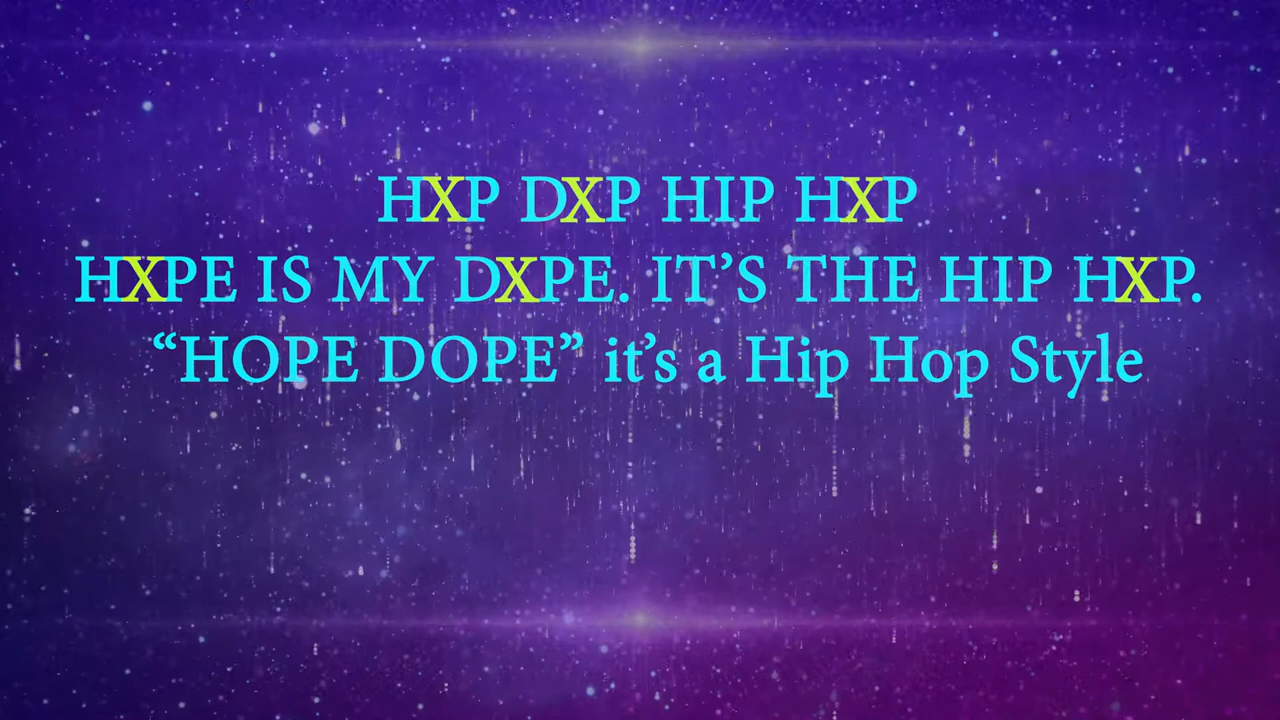 HXP DXP HIP HXP
HXPE IS MY DXPE. IT’S THE HIP HXP.
“HOPE DOPE” it’s a Hip Hop Style